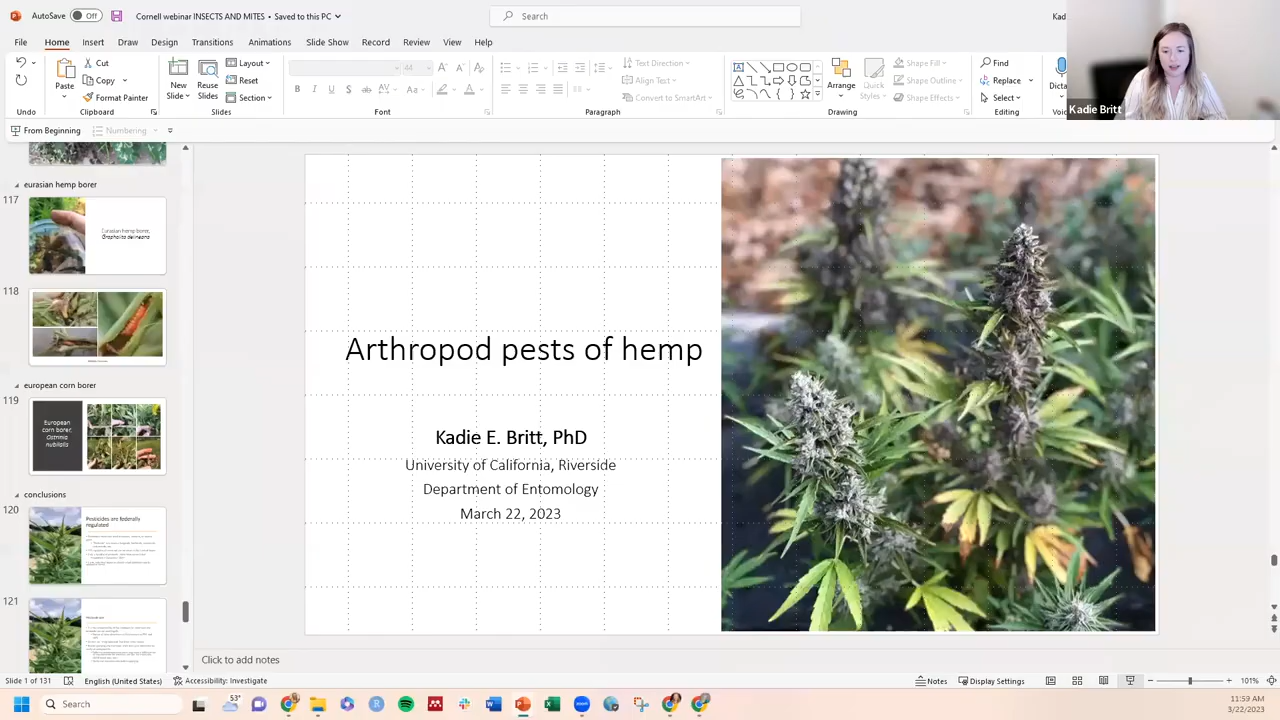 AutoSave Off Cornell webinar INSECTS AND MITES • Saved to this PC Search Kad
File Home Insert Draw Design Transitions Animations Slide Show Record Review View Help
Paste Cut Copy Format Painter New Slide Reuse Slides Layout Reset Section 44 Text Direction Align Text Convert to SmartArt Arrange Quick Styles Shape Fill Shape Outline Shape Effects Find Replace Select Dicta
Undo Clipboard Slides Font Paragraph Drawing Editing Voi
Kadie Britt
From Beginning Numbering
eurasian hemp borer
117
Eurasian hemp borer,
Grapholita delineana
118
european corn borer
119
European
corn borer,
Ostrinia
nubilalis
conclusions
120
Pesticides are federally
regulated
121
Arthropod pests of hemp
Kadie E. Britt, PhD
University of California, Riverside
Department of Entomology
March 22, 2023
Click to add notes
Slide 1 of 131 English (United States) Accessibility: Investigate Notes Display Settings 101%
Search 53° zoom 11:59 AM
3/22/2023